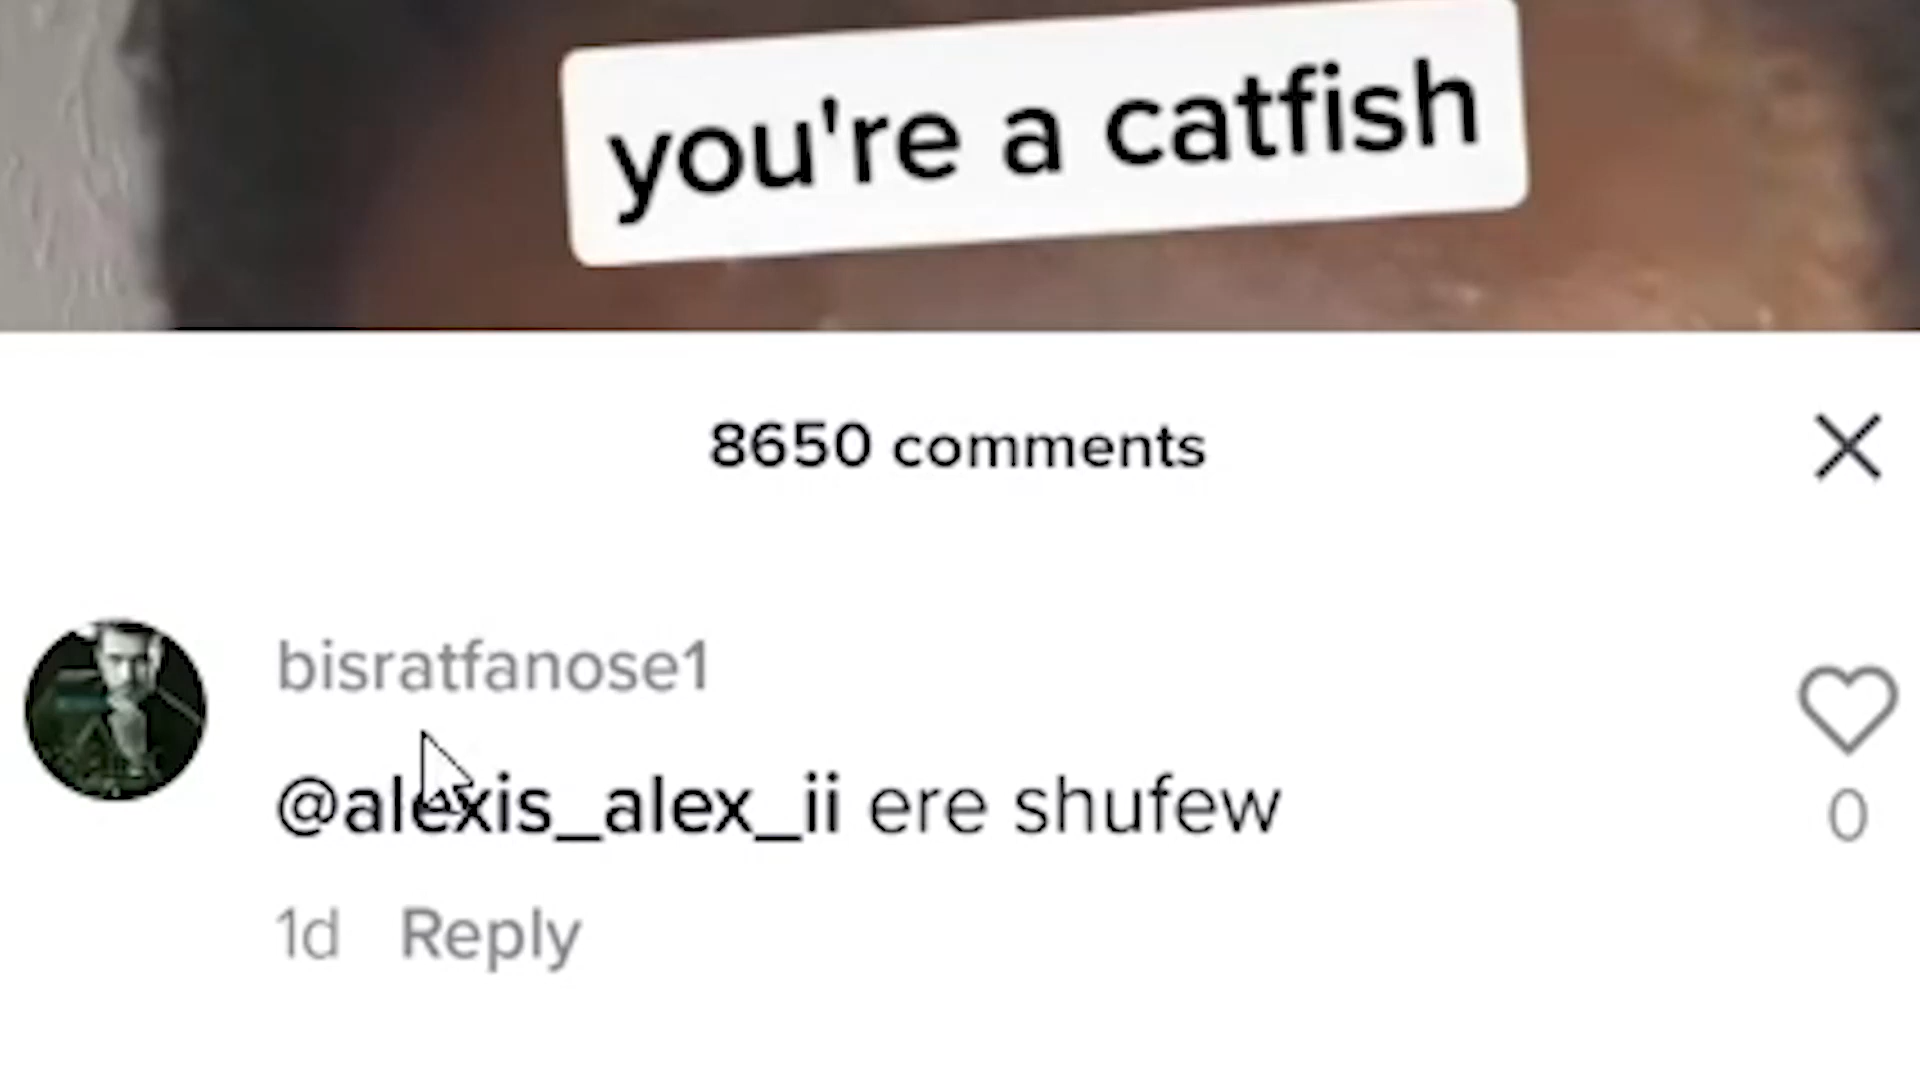 you're a catfish
8650 comments
bisratfanose1
@alexis_alex_ii ere shufew
0
1d Reply